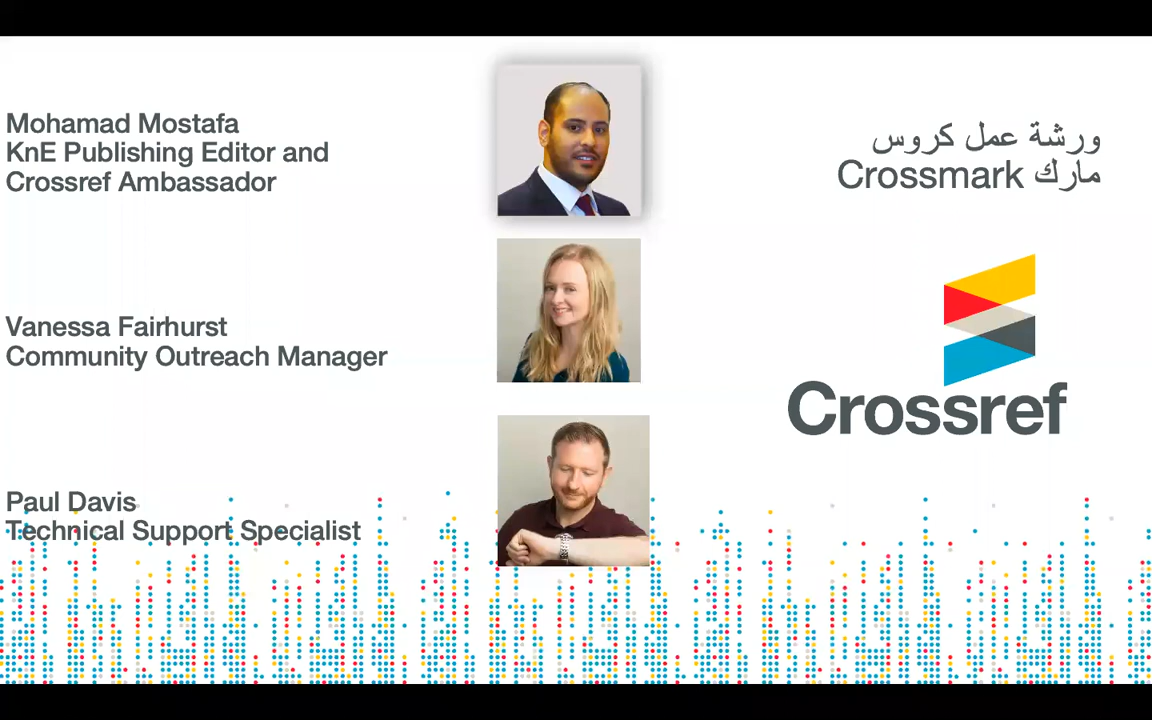 Mohamad Mostafa
KnE Publishing Editor and
Crossref Ambassador
ورشة عمل كروس
مارك Crossmark
Vanessa Fairhurst
Community Outreach Manager
Crossref
Paul Davis
Technical Support Specialist